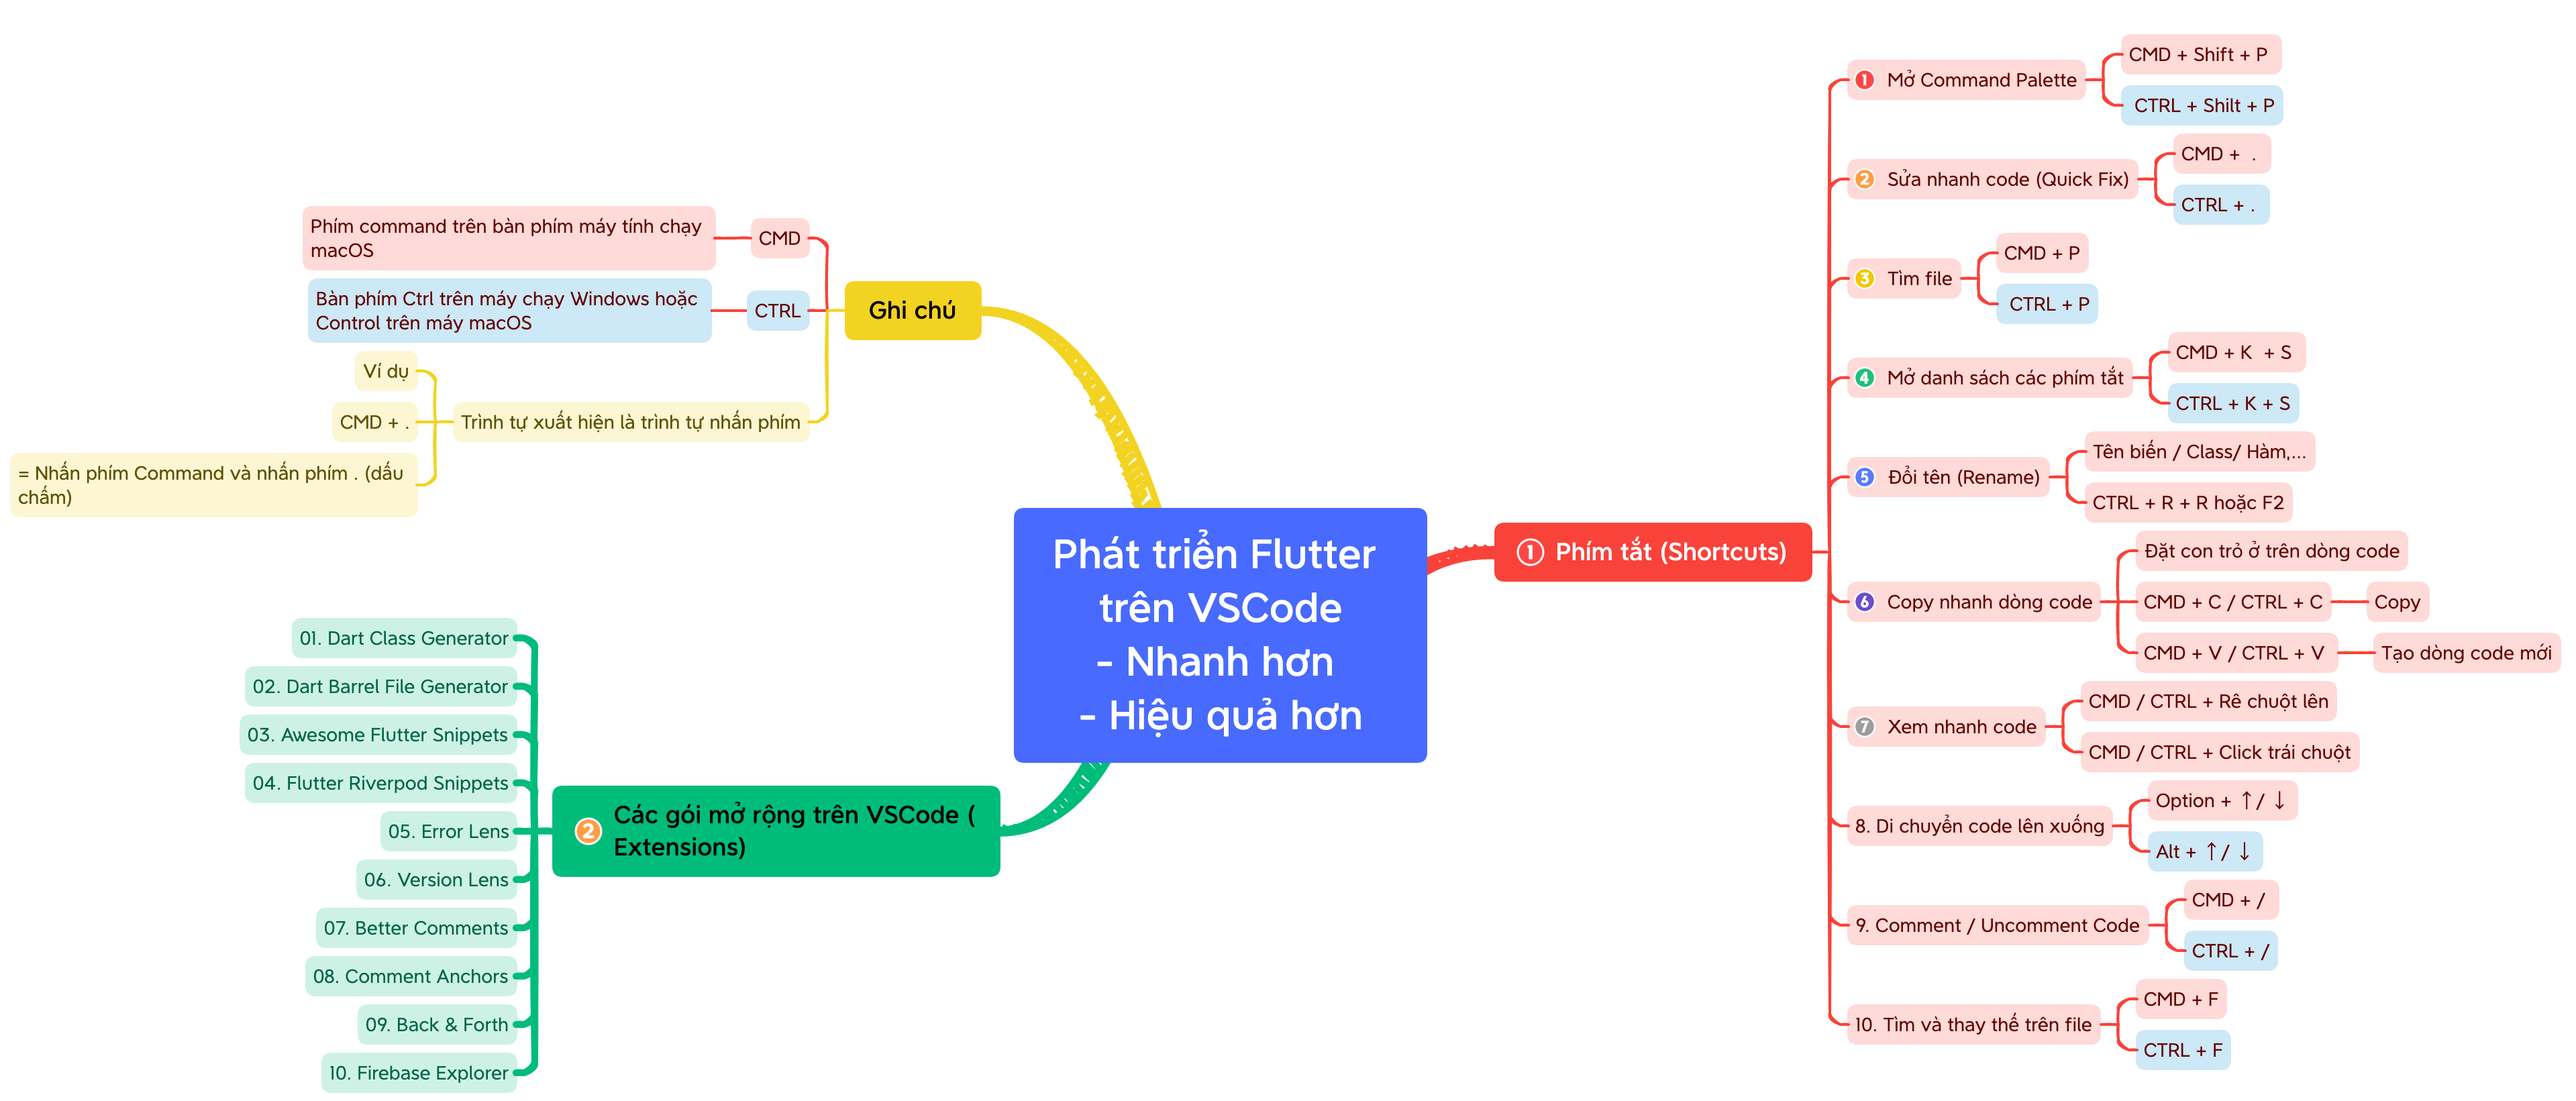 Phát triển Flutter
trên VSCode
- Nhanh hơn
- Hiệu quả hơn
Ghi chú
CMD
Phím command trên bàn phím máy tính chạy
macOS
CTRL
Bàn phím Ctrl trên máy chạy Windows hoặc
Control trên máy macOS
Trình tự xuất hiện là trình tự nhấn phím
Ví dụ
CMD + .
= Nhấn phím Command và nhấn phím . (dấu
chấm)
1 Phím tắt (Shortcuts)
1 Mở Command Palette
CMD + Shift + P
CTRL + Shilt + P
2 Sửa nhanh code (Quick Fix)
CMD + .
CTRL + .
3 Tìm file
CMD + P
CTRL + P
4 Mở danh sách các phím tắt
CMD + K + S
CTRL + K + S
5 Đổi tên (Rename)
Tên biến / Class/ Hàm,...
CTRL + R + R hoặc F2
6 Copy nhanh dòng code
Đặt con trỏ ở trên dòng code
CMD + C / CTRL + C
Copy
CMD + V / CTRL + V
Tạo dòng code mới
7 Xem nhanh code
CMD / CTRL + Rê chuột lên
CMD / CTRL + Click trái chuột
8. Di chuyển code lên xuống
Option + ↑/ ↓
Alt + ↑/ ↓
9. Comment / Uncomment Code
CMD + /
CTRL + /
10. Tìm và thay thế trên file
CMD + F
CTRL + F
2 Các gói mở rộng trên VSCode (
Extensions)
01. Dart Class Generator
02. Dart Barrel File Generator
03. Awesome Flutter Snippets
04. Flutter Riverpod Snippets
05. Error Lens
06. Version Lens
07. Better Comments
08. Comment Anchors
09. Back & Forth
10. Firebase Explorer